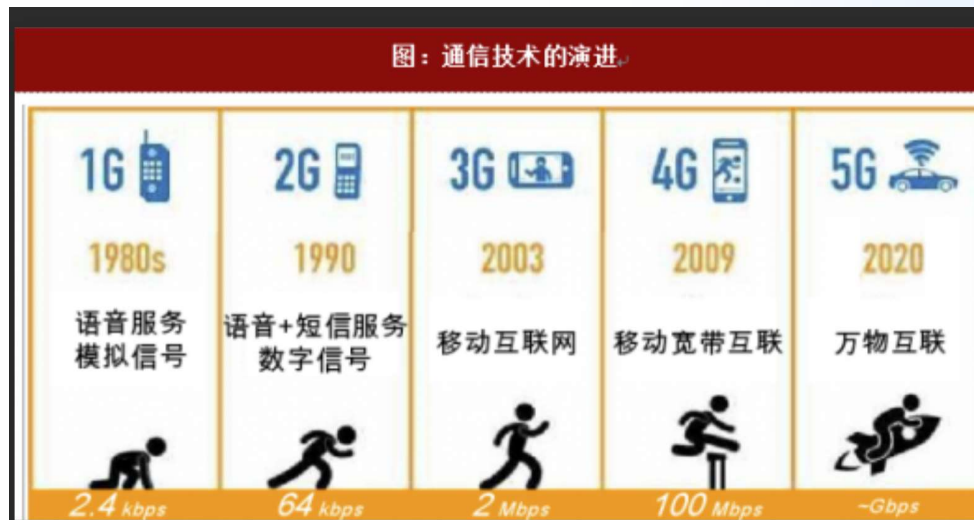 图：通信技术的演进
1G
2G
3G
4G
5G
1980s
1990
2003
2009
2020
语音服务
模拟信号
语音+短信服务
数字信号
移动互联网
移动宽带互联
万物互联
2.4 kbps
64 kbps
2 Mbps
100 Mbps
~Gbps